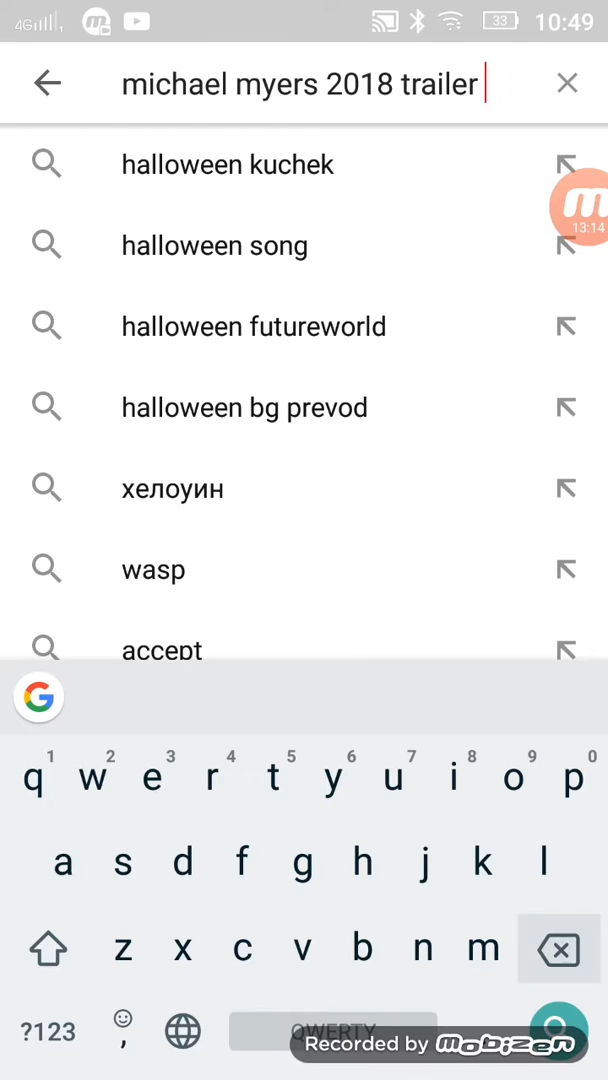 4G 33 10:49
michael myers 2018 trailer
halloween kuchek
13:14
halloween song
halloween futureworld
halloween bg prevod
хелоуин
wasp
accept
1 2 3 4 5 6 7 8 9 0
q w e r t y u i o p
a s d f g h j k l
z x c v b n m
?123 , QWERTY
Recorded by mobizen